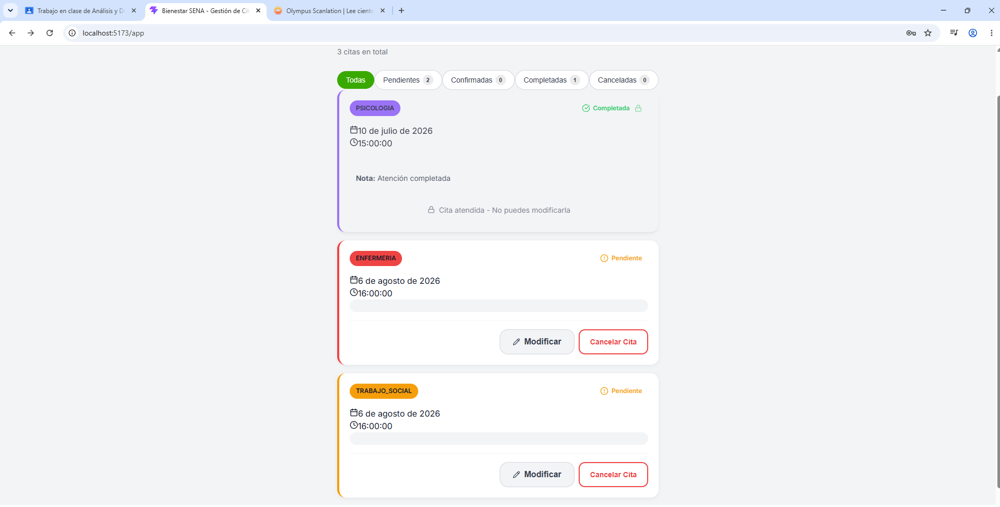 Trabajo en clase de Análisis y D
Bienestar SENA - Gestión de Cit
Olympus Scanlation | Lee ciento
localhost:5173/app
3 citas en total
Todas
Pendientes 2
Confirmadas 0
Completadas 1
Canceladas 0
PSICOLOGIA
Completada
10 de julio de 2026
15:00:00
Nota: Atención completada
Cita atendida - No puedes modificarla
ENFERMERIA
Pendiente
6 de agosto de 2026
16:00:00
Modificar
Cancelar Cita
TRABAJO_SOCIAL
Pendiente
6 de agosto de 2026
16:00:00
Modificar
Cancelar Cita